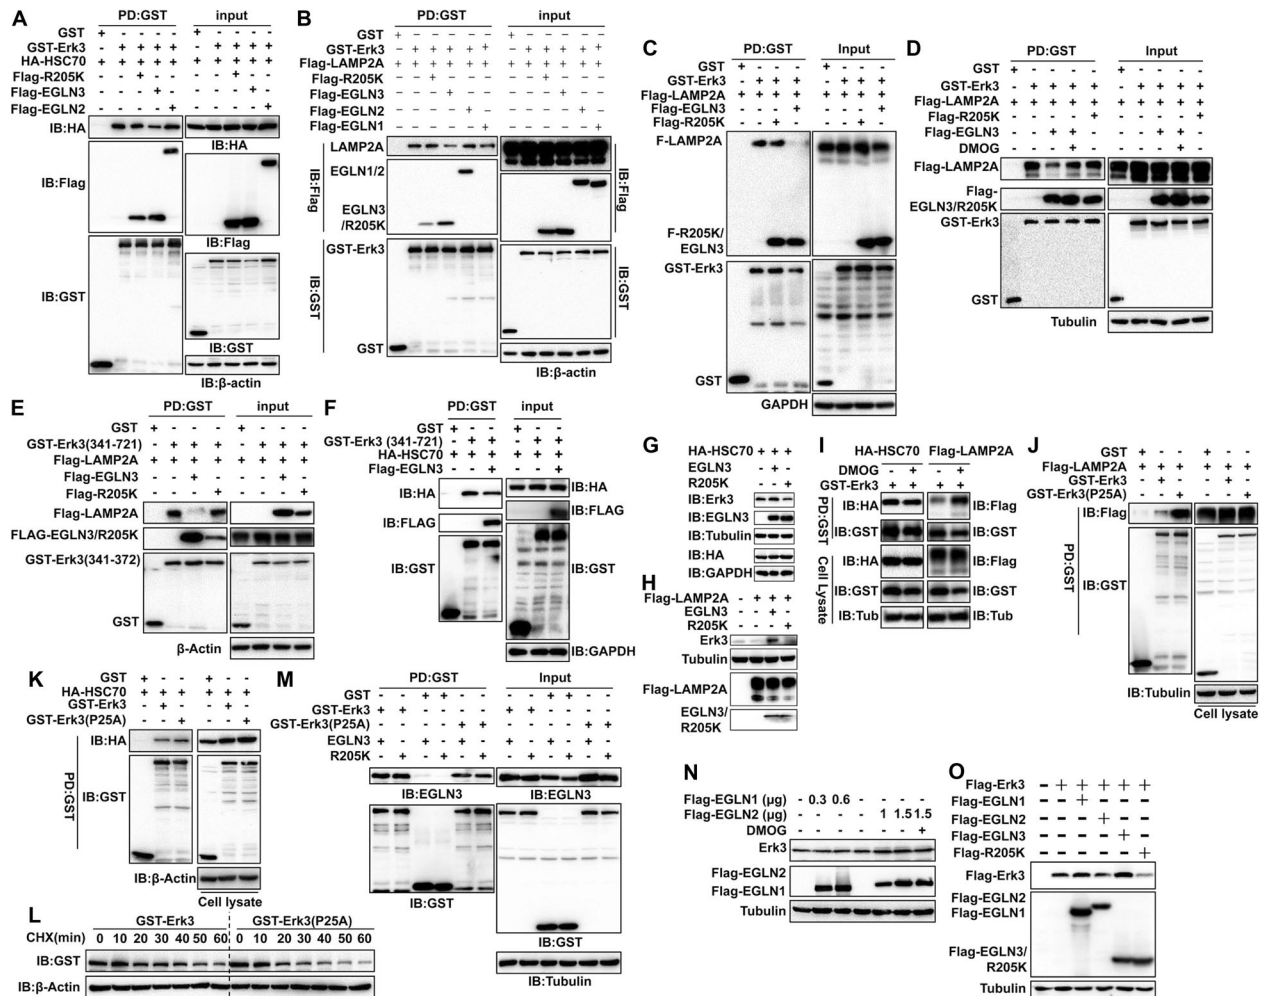 A
PD:GST input
GST
GST-Erk3
HA-HSC70
Flag-R205K
Flag-EGLN3
Flag-EGLN2
IB:HA
IB:HA
IB:Flag
IB:Flag
IB:GST
IB:GST
IB:β-actin
B
PD:GST input
GST
GST-Erk3
Flag-LAMP2A
Flag-R205K
Flag-EGLN3
Flag-EGLN2
Flag-EGLN1
LAMP2A
EGLN1/2
EGLN3
/R205K
IB:Flag
IB:Flag
GST-Erk3
IB:GST
IB:GST
GST
IB:β-actin
C
PD:GST Input
GST
GST-Erk3
Flag-LAMP2A
Flag-EGLN3
Flag-R205K
F-LAMP2A
F-R205K/
EGLN3
GST-Erk3
GST
GAPDH
D
PD:GST Input
GST
GST-Erk3
Flag-LAMP2A
Flag-R205K
Flag-EGLN3
DMOG
Flag-LAMP2A
Flag-
EGLN3/R205K
GST-Erk3
GST
Tubulin
E
PD:GST input
GST
GST-Erk3(341-721)
Flag-LAMP2A
Flag-EGLN3
Flag-R205K
Flag-LAMP2A
FLAG-EGLN3/R205K
GST-Erk3(341-372)
GST
β-Actin
F
PD:GST input
GST
GST-Erk3 (341-721)
HA-HSC70
Flag-EGLN3
IB:HA IB:HA
IB:FLAG IB:FLAG
IB:GST IB:GST
IB:GAPDH
G
HA-HSC70 + + +
EGLN3 - + -
R205K - - +
IB:Erk3
IB:EGLN3
IB:Tubulin
IB:HA
IB:GAPDH
H
Flag-LAMP2A - + + +
EGLN3 - - + -
R205K - - - +
Erk3
Tubulin
Flag-LAMP2A
EGLN3/
R205K
I
HA-HSC70 Flag-LAMP2A
DMOG - + - +
GST-Erk3 + + + +
PD:GST
IB:HA IB:Flag
IB:GST IB:GST
Cell Lysate
IB:HA IB:Flag
IB:GST IB:GST
IB:Tub IB:Tub
J
GST
Flag-LAMP2A
GST-Erk3
GST-Erk3(P25A)
IB:Flag
PD:GST
IB:GST
IB:Tubulin
Cell lysate
K
GST
HA-HSC70
GST-Erk3
GST-Erk3(P25A)
IB:HA
PD:GST
IB:GST
IB:β-Actin
Cell lysate
L
GST-Erk3 GST-Erk3(P25A)
CHX(min) 0 10 20 30 40 50 60 0 10 20 30 40 50 60
IB:GST
IB:β-Actin
M
PD:GST Input
GST
GST-Erk3
GST-Erk3(P25A)
EGLN3
R205K
IB:EGLN3 IB:EGLN3
IB:GST
IB:GST
IB:Tubulin
N
Flag-EGLN1 (μg) - 0.3 0.6 - - - -
Flag-EGLN2 (μg) - - - - 1 1.5 1.5
DMOG - - - - - - +
Erk3
Flag-EGLN2
Flag-EGLN1
Tubulin
O
Flag-Erk3 - + + + + +
Flag-EGLN1 - - + - - -
Flag-EGLN2 - - - + - -
Flag-EGLN3 - - - - + -
Flag-R205K - - - - - +
Flag-Erk3
Flag-EGLN2
Flag-EGLN1
Flag-EGLN3/
R205K
Tubulin